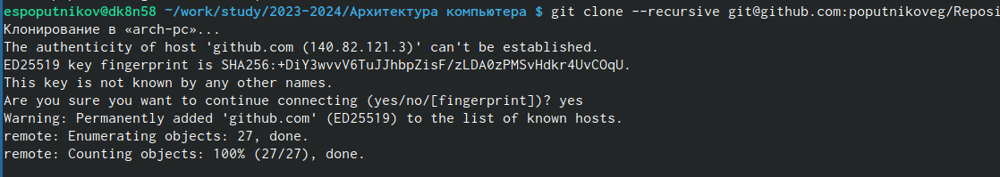 espoputnikov@dk8n58 ~/work/study/2023-2024/Архитектура компьютера $ git clone --recursive git@github.com:poputnikoveg/Reposi
Клонирование в «arch-pc»...
The authenticity of host 'github.com (140.82.121.3)' can't be established.
ED25519 key fingerprint is SHA256:+DiY3wvvV6TuJJhbpZisF/zLDA0zPMSvHdkr4UvCOqU.
This key is not known by any other names.
Are you sure you want to continue connecting (yes/no/[fingerprint])? yes
Warning: Permanently added 'github.com' (ED25519) to the list of known hosts.
remote: Enumerating objects: 27, done.
remote: Counting objects: 100% (27/27), done.